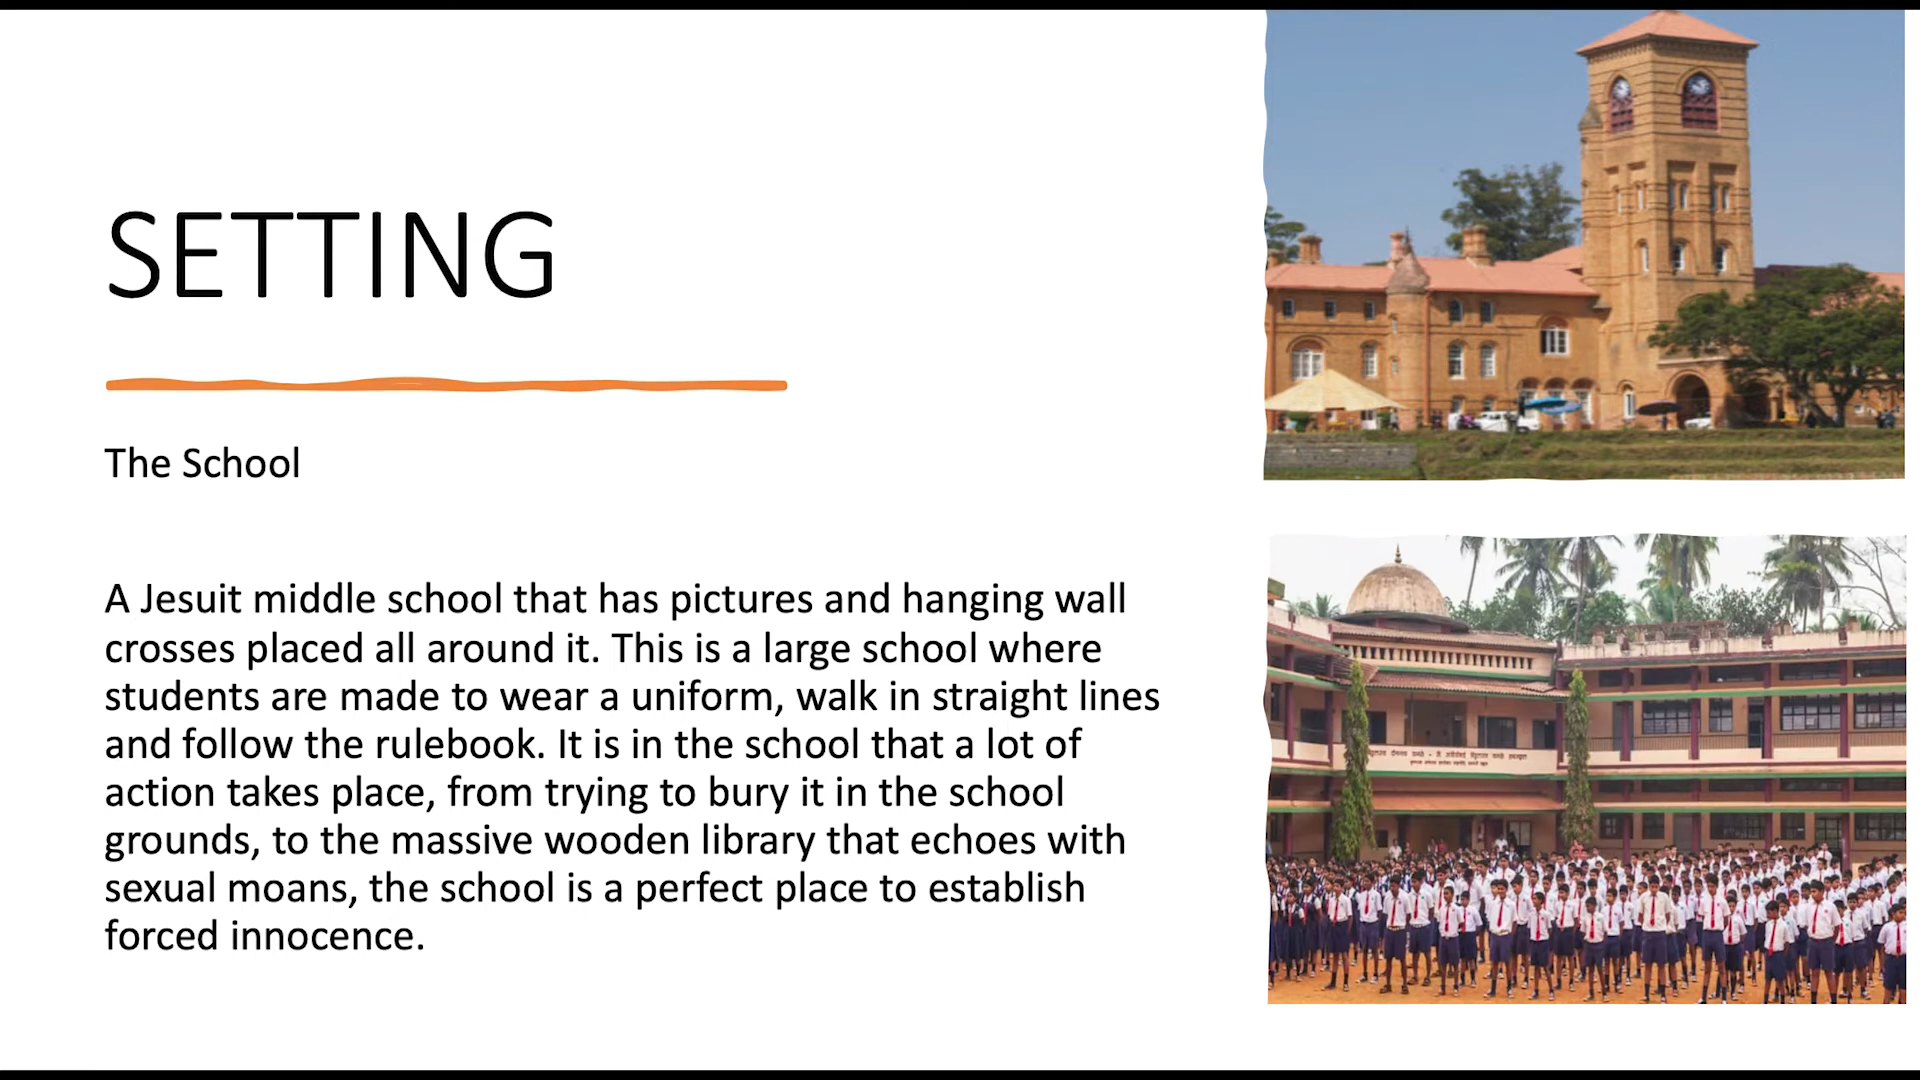 SETTING
The School
A Jesuit middle school that has pictures and hanging wall
crosses placed all around it. This is a large school where
students are made to wear a uniform, walk in straight lines
and follow the rulebook. It is in the school that a lot of
action takes place, from trying to bury it in the school
grounds, to the massive wooden library that echoes with
sexual moans, the school is a perfect place to establish
forced innocence.